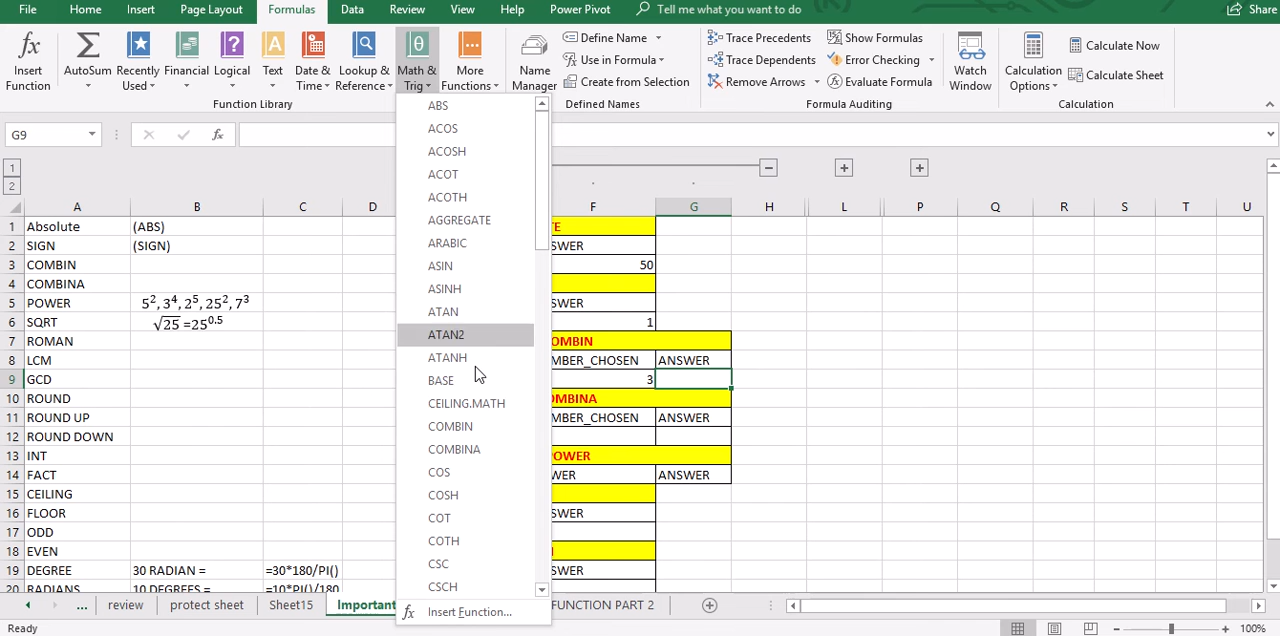 File Home Insert Page Layout Formulas Data Review View Help Power Pivot Tell me what you want to do Share
Insert Function
AutoSum
Recently Used
Financial
Logical
Text
Date & Time
Lookup & Reference
Math & Trig
More Functions
Function Library
Name Manager
Define Name
Use in Formula
Create from Selection
Defined Names
Trace Precedents
Trace Dependents
Remove Arrows
Show Formulas
Error Checking
Evaluate Formula
Formula Auditing
Watch Window
Calculation Options
Calculate Now
Calculate Sheet
Calculation
G9 fx
1
2
A B C D F G H L P Q R S T U
1 Absolute (ABS)
2 SIGN (SIGN)
3 COMBIN 50
4 COMBINA
5 POWER 5², 3⁴, 2⁵, 25², 7³
6 SQRT √25 =25^0.5 1
7 ROMAN OMBIN
8 LCM MBER_CHOSEN ANSWER
9 GCD 3
10 ROUND OMBINA
11 ROUND UP MBER_CHOSEN ANSWER
12 ROUND DOWN
13 INT POWER
14 FACT WER ANSWER
15 CEILING
16 FLOOR SWER
17 ODD
18 EVEN
19 DEGREE 30 RADIAN = =30*180/PI() SWER
20 RADIANS 10 DEGREES = =10*PI()/180
ABS
ACOS
ACOSH
ACOT
ACOTH
AGGREGATE
ARABIC
ASIN
ASINH
ATAN
ATAN2
ATANH
BASE
CEILING.MATH
COMBIN
COMBINA
COS
COSH
COT
COTH
CSC
CSCH
fx Insert Function...
... review protect sheet Sheet15 Important FUNCTION PART 2
Ready 100%